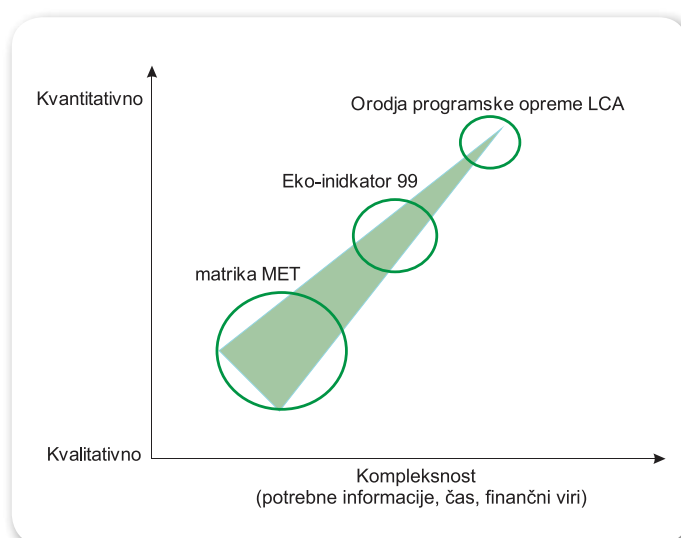 Kvantitativno
Orodja programske opreme LCA
Eko-inidkator 99
matrika MET
Kvalitativno
Kompleksnost
(potrebne informacije, čas, finančni viri)